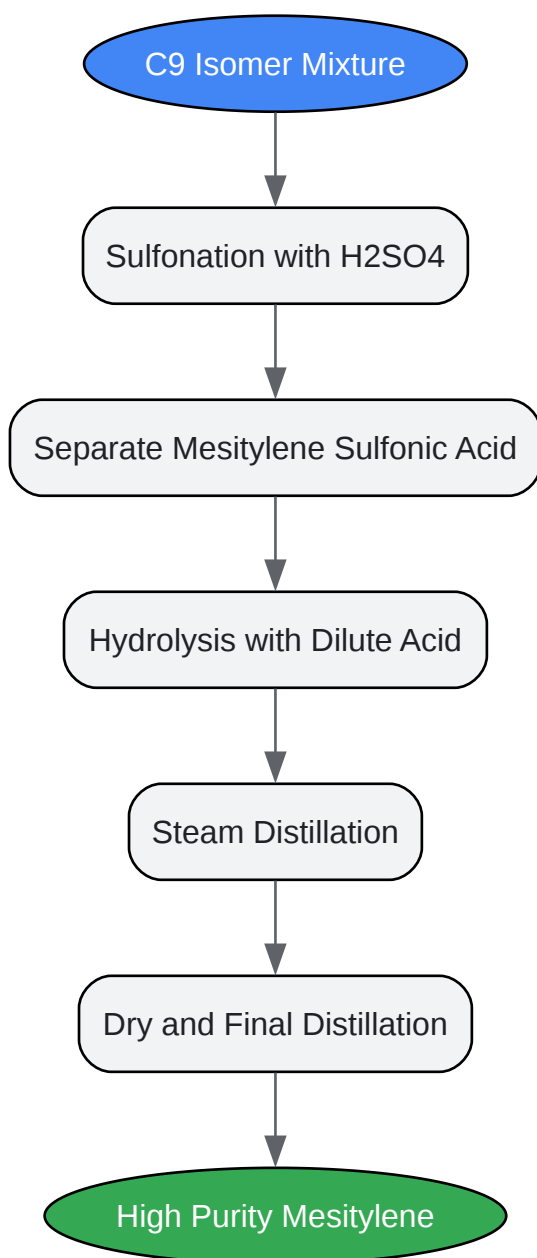 C9 Isomer Mixture
Sulfonation with H2SO4
Separate Mesitylene Sulfonic Acid
Hydrolysis with Dilute Acid
Steam Distillation
Dry and Final Distillation
High Purity Mesitylene